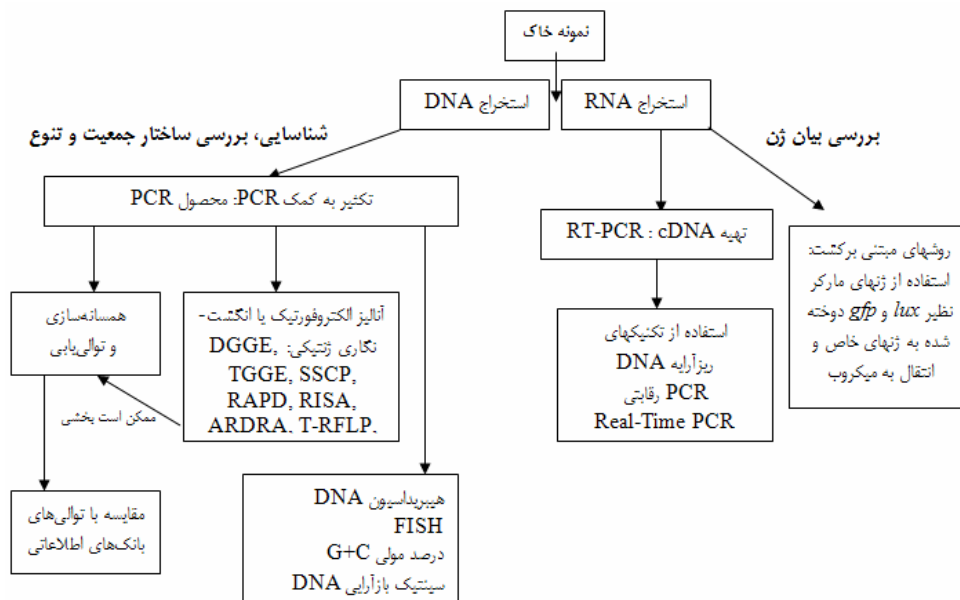 نمونه خاک
استخراج RNA
استخراج DNA
بررسی بیان ژن
شناسایی، بررسی ساختار جمعیت و تنوع
تکثیر به کمک PCR: محصول PCR
تهیه RT-PCR : cDNA
روشهای مبتنی برکشت:
استفاده از ژنهای مارکر
نظیر lux و gfp دوخته
شده به ژنهای خاص و
انتقال به میکروب
استفاده از تکنیکهای
ریزآرایه DNA
PCR رقابتی
Real-Time PCR
آنالیز الکتروفورتیک یا انگشت-
نگاری ژنتیکی: DGGE,
TGGE, SSCP,
RAPD, RISA,
ARDRA, T-RFLP,
همسانه‌سازی
و توالی‌یابی
ممکن است بخشی
هیبریداسیون DNA
FISH
درصد مولی G+C
سینتیک بازآرایی DNA
مقایسه با توالی‌های
بانک‌های اطلاعاتی